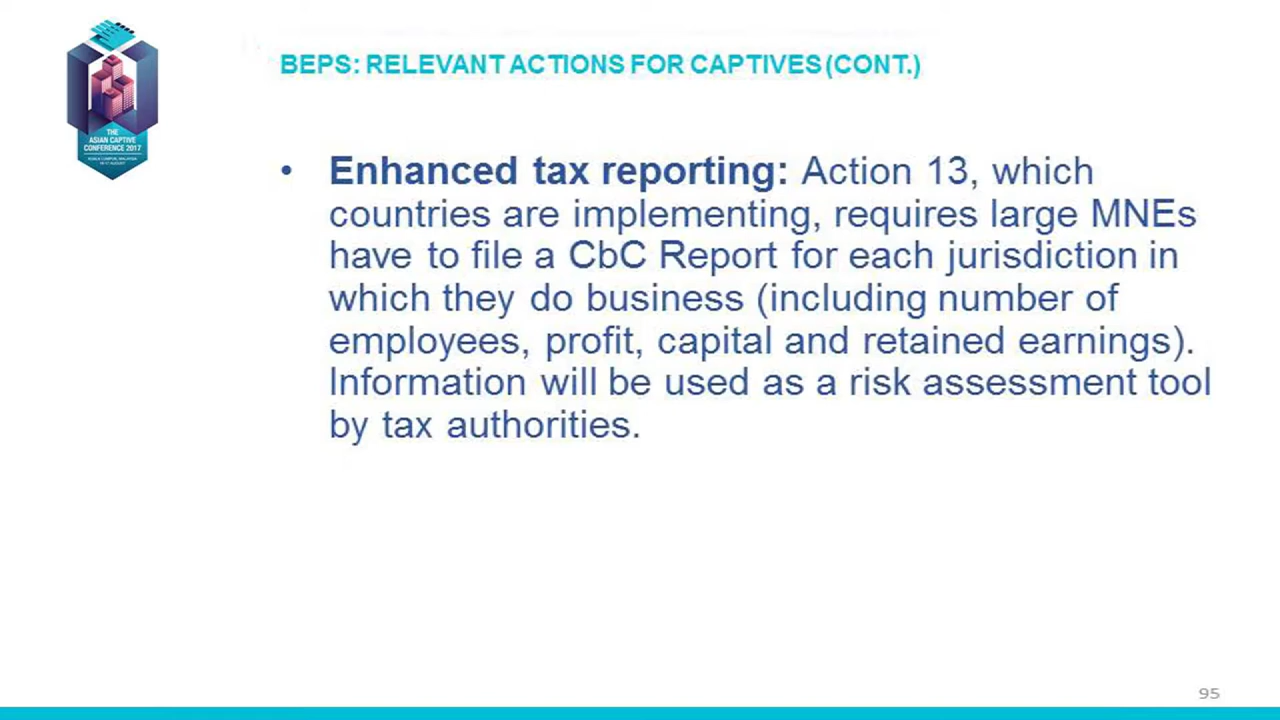 BEPS: RELEVANT ACTIONS FOR CAPTIVES (CONT.)
THE
ASIAN CAPTIVE
CONFERENCE 2017
• Enhanced tax reporting: Action 13, which
countries are implementing, requires large MNEs
have to file a CbC Report for each jurisdiction in
which they do business (including number of
employees, profit, capital and retained earnings).
Information will be used as a risk assessment tool
by tax authorities.
95